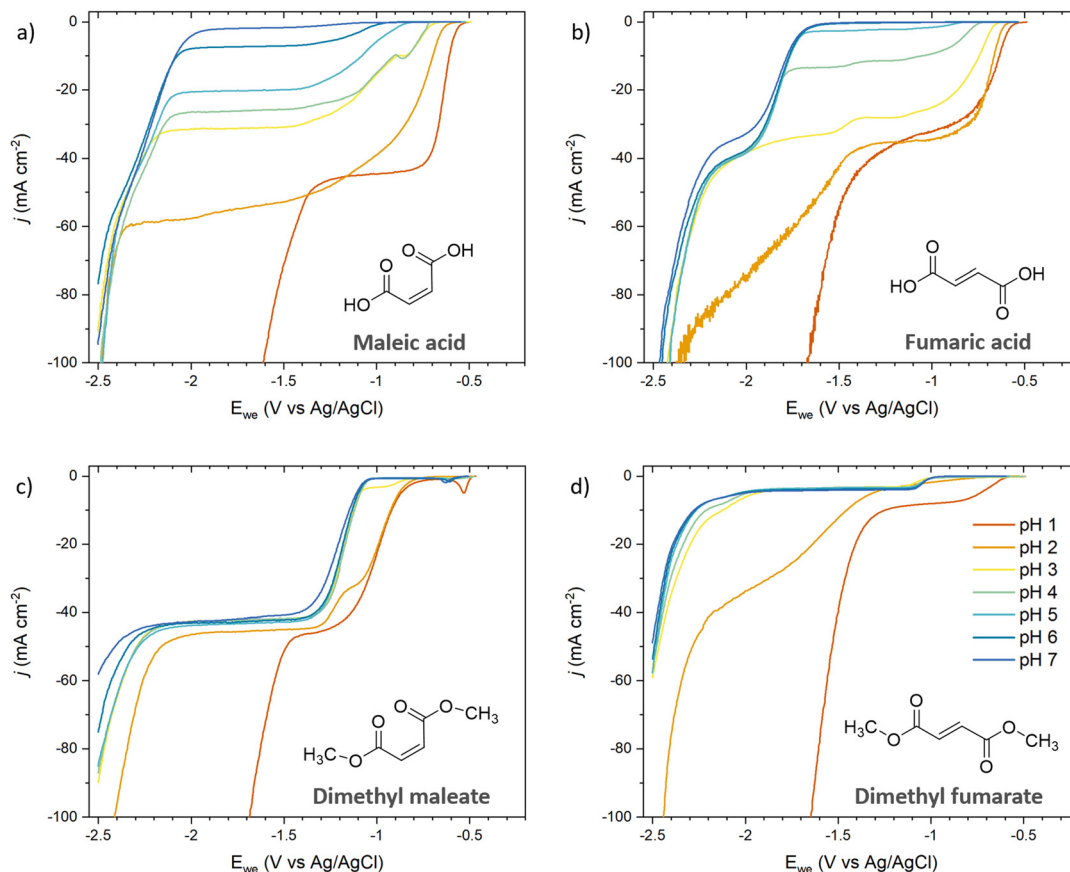 a)
0
-20
-40
-60
-80
-100
j (mA cm⁻²)
O
OH
O
HO
Maleic acid
-2.5 -2 -1.5 -1 -0.5
E_we (V vs Ag/AgCl)
b)
0
-20
-40
-60
-80
-100
j (mA cm⁻²)
O
HO
OH
O
Fumaric acid
-2.5 -2 -1.5 -1 -0.5
E_we (V vs Ag/AgCl)
c)
0
-20
-40
-60
-80
-100
j (mA cm⁻²)
O
O
CH₃
O
H₃C
O
Dimethyl maleate
-2.5 -2 -1.5 -1 -0.5
E_we (V vs Ag/AgCl)
d)
0
-20
-40
-60
-80
-100
j (mA cm⁻²)
pH 1
pH 2
pH 3
pH 4
pH 5
pH 6
pH 7
O
H₃C
O
O
CH₃
O
Dimethyl fumarate
-2.5 -2 -1.5 -1 -0.5
E_we (V vs Ag/AgCl)